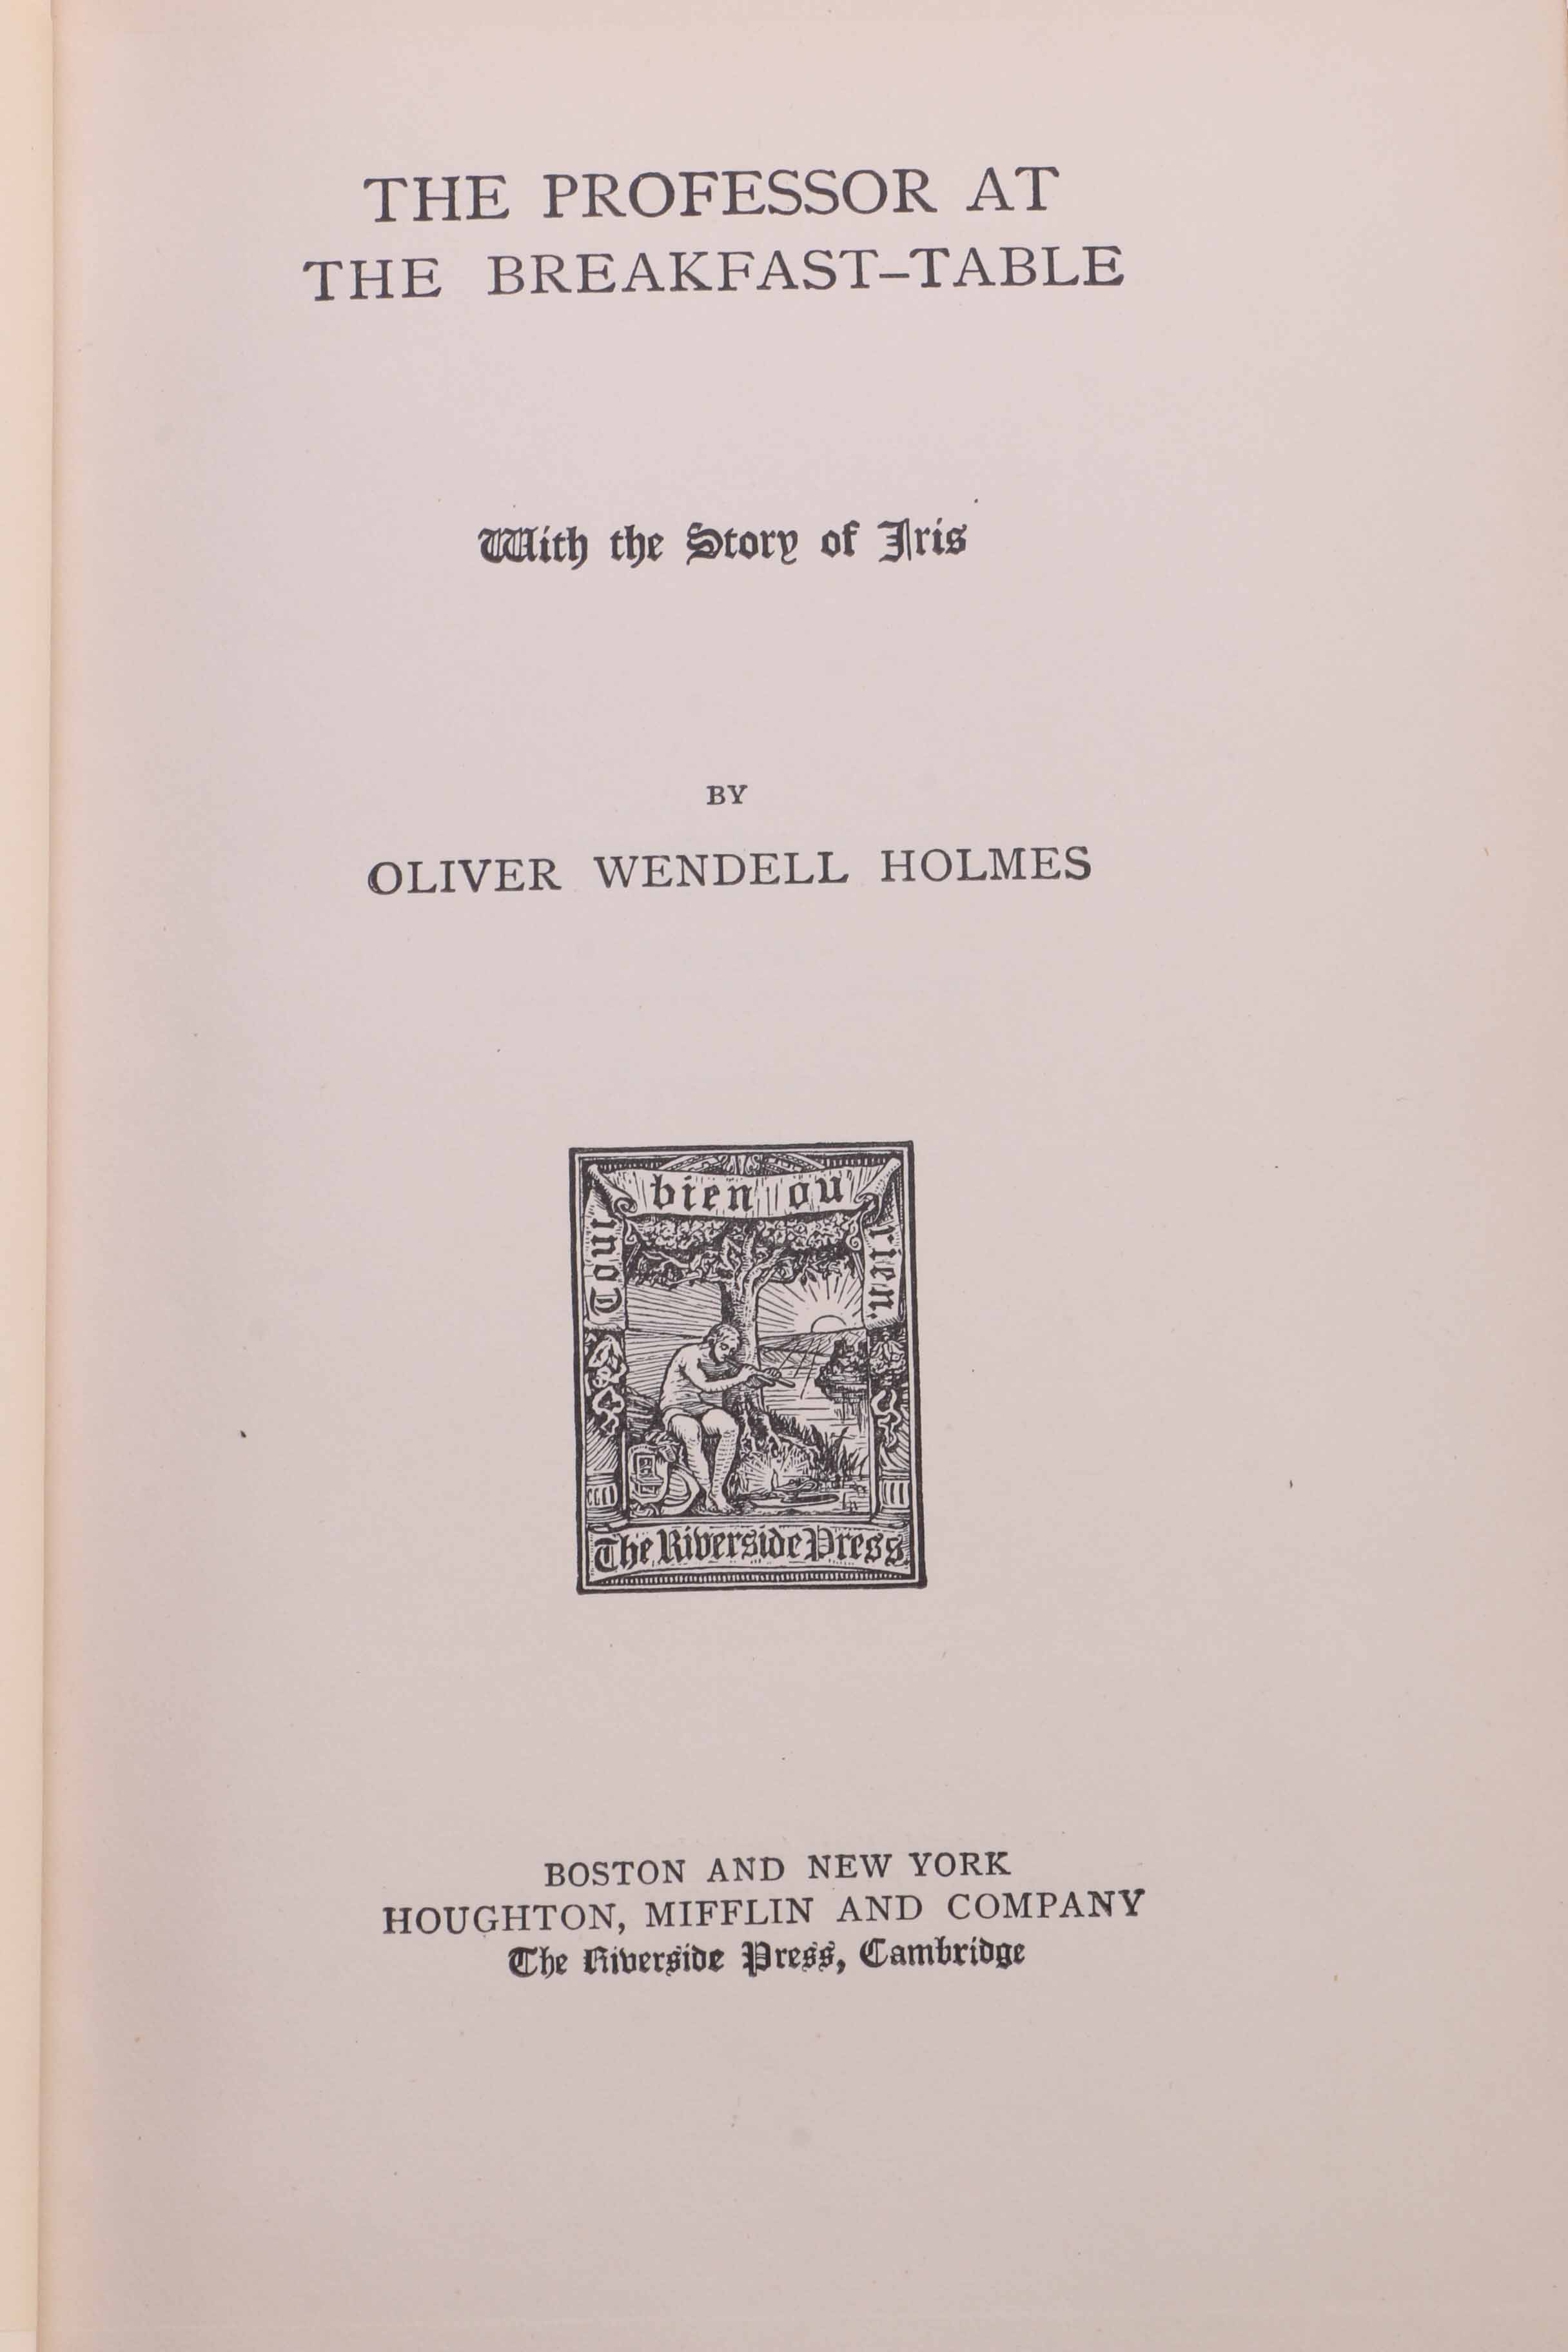 THE PROFESSOR AT
THE BREAKFAST-TABLE
With the Story of Iris
BY
OLIVER WENDELL HOLMES
Tout
bien ou
rien.
The Riverside Press
BOSTON AND NEW YORK
HOUGHTON, MIFFLIN AND COMPANY
The Riverside Press, Cambridge